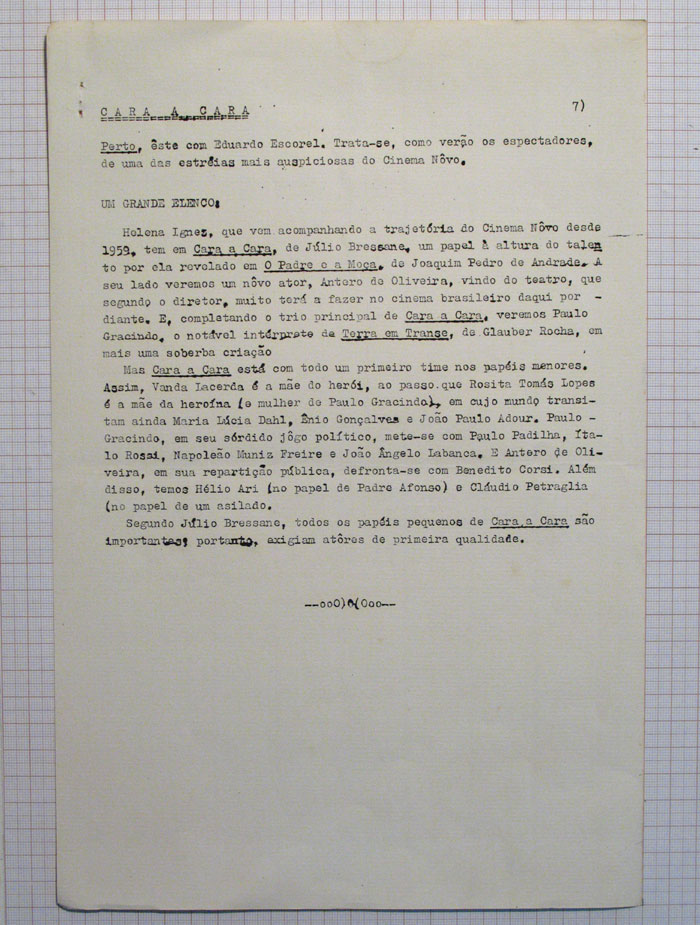 C A R A  A  C A R A
7)
Perto, êste com Eduardo Escorel. Trata-se, como verão os espectadores,
de uma das estréias mais auspiciosas do Cinema Nôvo.
UM GRANDE ELENCO:
Helena Ignez, que vem acompanhando a trajetória do Cinema Nôvo desde
1959, tem em Cara a Cara, de Júlio Bressane, um papel à altura do talen
to por ela revelado em O Padre e a Moça, de Joaquim Pedro de Andrade. A
seu lado veremos um nôvo ator, Antero de Oliveira, vindo do teatro, que
segundo o diretor, muito terá a fazer no cinema brasileiro daqui por -
diante. E, completando o trio principal de Cara a Cara, veremos Paulo
Gracindo, o notável intérprete de Terra em Transe, de Glauber Rocha, em
mais uma soberba criação
Mas Cara a Cara está com todo um primeiro time nos papéis menores.
Assim, Vanda Lacerda é a mãe do herói, ao passo que Rosita Tomás Lopes
é a mãe da heroína (e mulher de Paulo Gracindo), em cujo mundo transi-
tam ainda Maria Lúcia Dahl, Ênio Gonçalves e João Paulo Adour. Paulo -
Gracindo, em seu sórdido jôgo político, mete-se com Paulo Padilha, Íta-
lo Rossi, Napoleão Muniz Freire e João Ângelo Labanca. E Antero de Oli-
veira, em sua repartição pública, defronta-se com Benedito Corsi. Além
disso, temos Hélio Ari (no papel de Padre Afonso) e Cláudio Petraglia
(no papel de um asilado.
Segundo Júlio Bressane, todos os papéis pequenos de Cara a Cara são
importantes; portanto, exigiam atôres de primeira qualidade.
--ooO)0(Ooo--